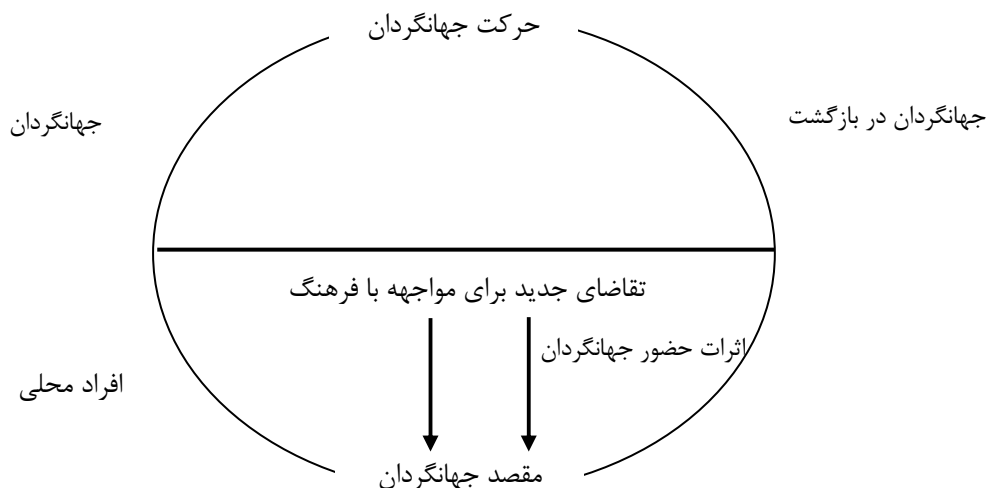 حرکت جهانگردان
جهانگردان در بازگشت
جهانگردان
تقاضای جدید برای مواجهه با فرهنگ
اثرات حضور جهانگردان
افراد محلی
مقصد جهانگردان